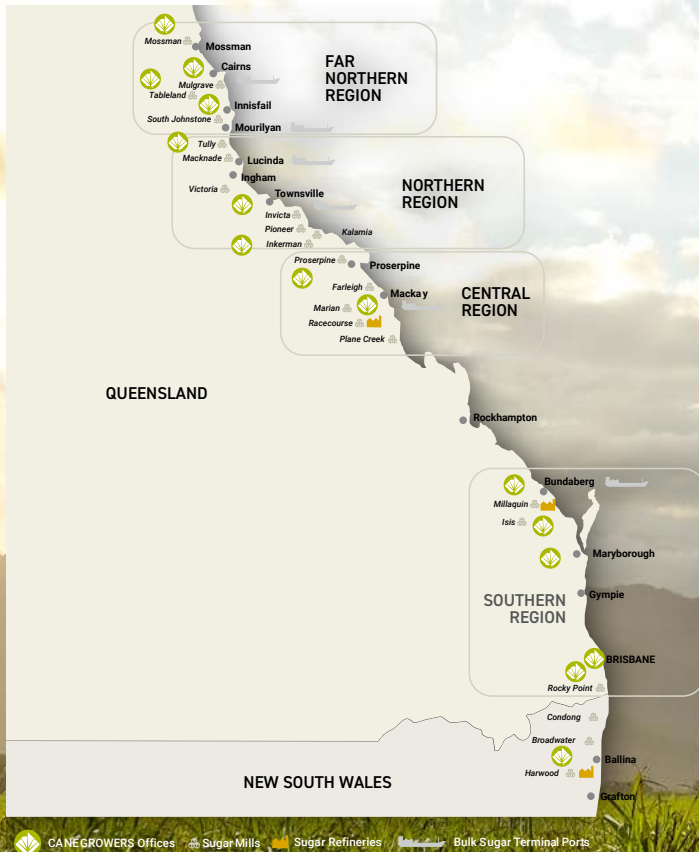 Mossman
Mossman
Cairns
FAR
NORTHERN
REGION
Mulgrave
Tableland
Innisfail
South Johnstone
Mourilyan
Tully
Macknade
Lucinda
Ingham
NORTHERN
REGION
Victoria
Townsville
Invicta
Pioneer
Kalamia
Inkerman
Proserpine
Proserpine
Farleigh
Mackay
CENTRAL
REGION
Marian
Racecourse
Plane Creek
QUEENSLAND
Rockhampton
Bundaberg
Millaquin
Isis
Maryborough
Gympie
SOUTHERN
REGION
BRISBANE
Rocky Point
Condong
Broadwater
Ballina
Harwood
NEW SOUTH WALES
Grafton
CANEGROWERS Offices Sugar Mills Sugar Refineries Bulk Sugar Terminal Ports